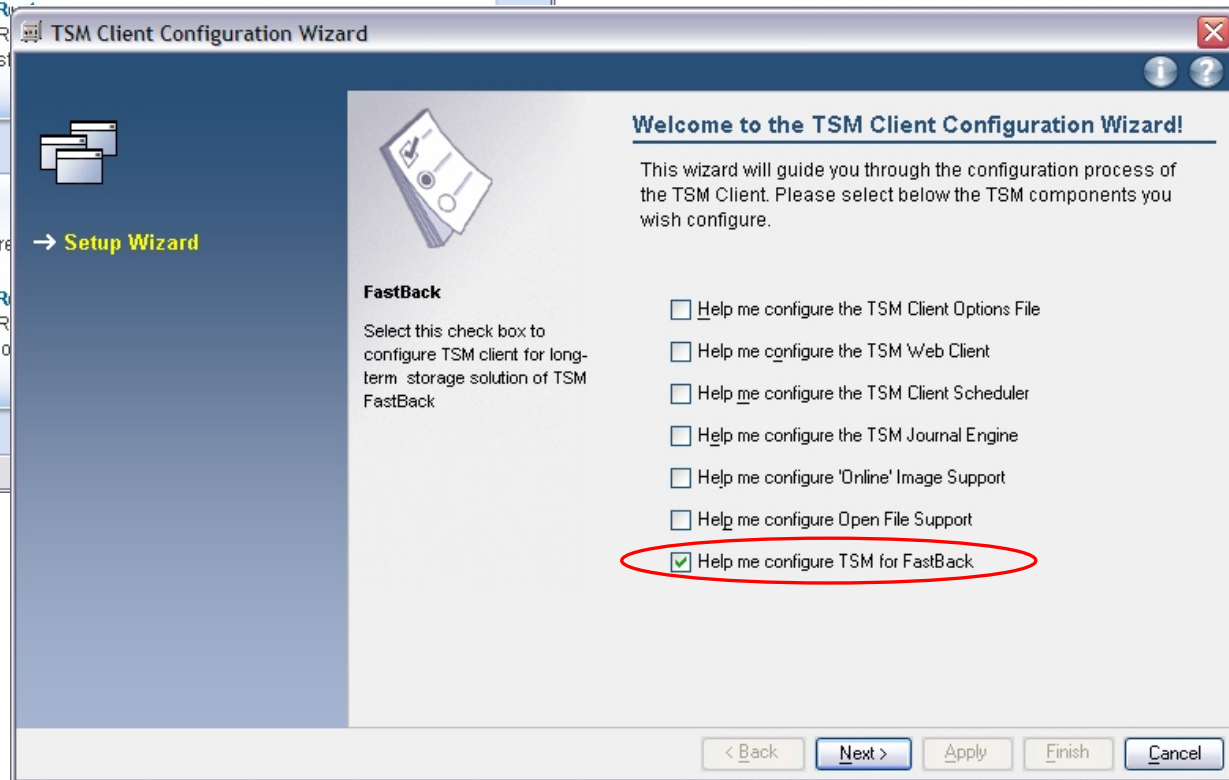 TSM Client Configuration Wizard
Welcome to the TSM Client Configuration Wizard!
This wizard will guide you through the configuration process of
the TSM Client. Please select below the TSM components you
wish configure.
→ Setup Wizard
FastBack
Select this check box to
configure TSM client for long-
term storage solution of TSM
FastBack
Help me configure the TSM Client Options File
Help me configure the TSM Web Client
Help me configure the TSM Client Scheduler
Help me configure the TSM Journal Engine
Help me configure 'Online' Image Support
Help me configure Open File Support
Help me configure TSM for FastBack
< Back Next > Apply Finish Cancel